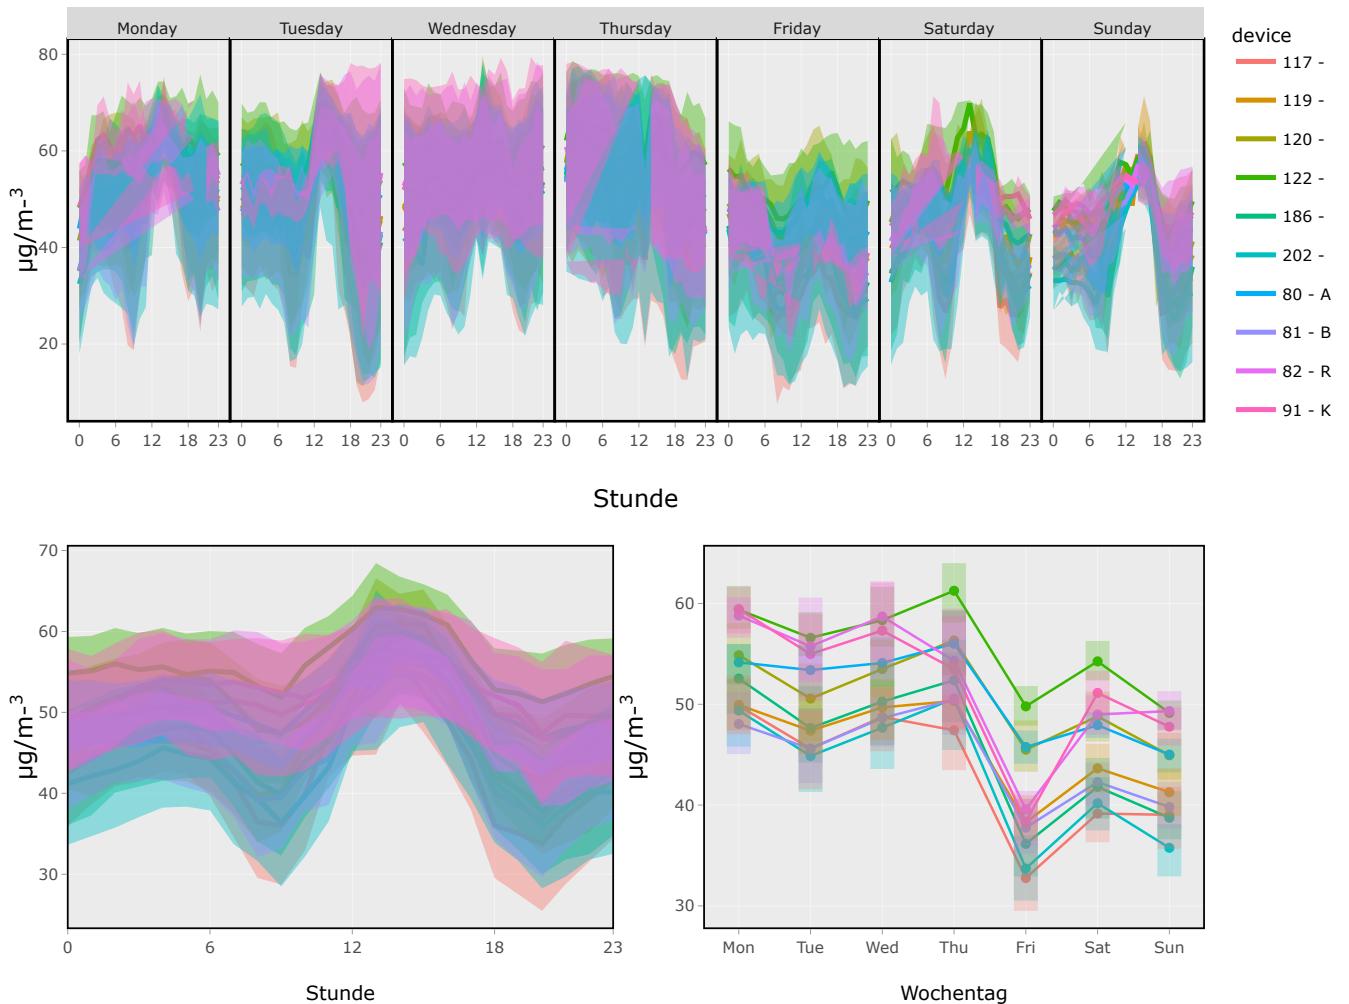 Monday Tuesday Wednesday Thursday Friday Saturday Sunday
device
117 -
119 -
120 -
122 -
186 -
202 -
80 - A
81 - B
82 - R
91 - K
80
60
40
20
µg/m-³
0 6 12 18 23 0 6 12 18 23 0 6 12 18 23 0 6 12 18 23 0 6 12 18 23 0 6 12 18 23 0 6 12 18 23
Stunde
70
60
50
40
30
µg/m-³
0 6 12 18 23
Stunde
60
50
40
30
µg/m-³
Mon Tue Wed Thu Fri Sat Sun
Wochentag